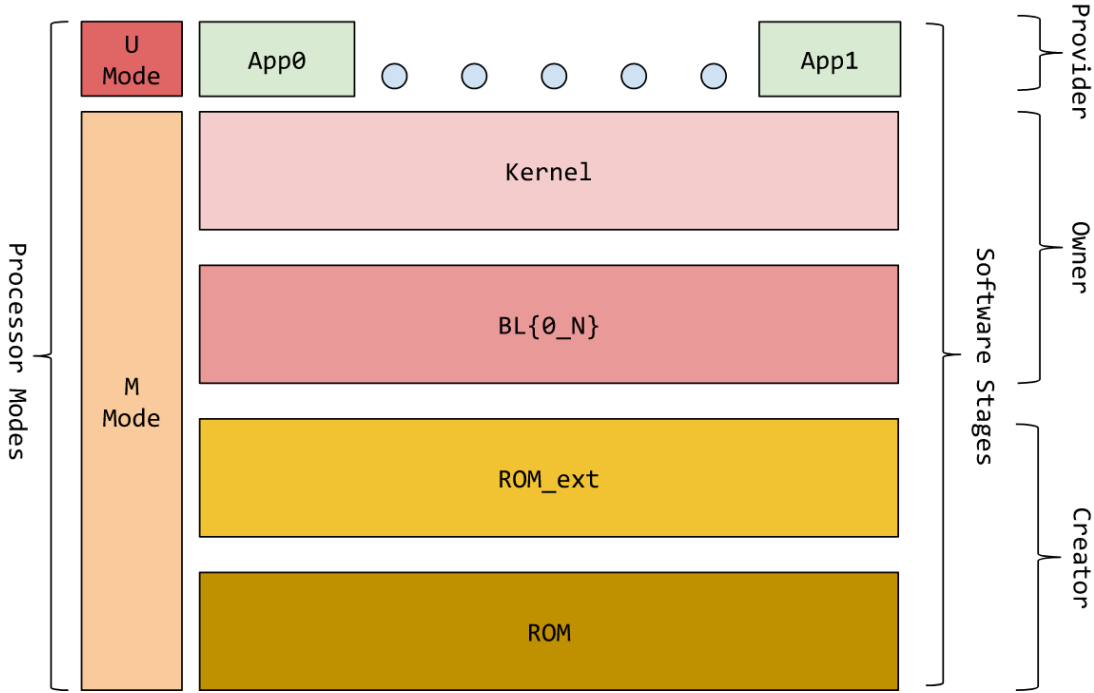 U
Mode
App0
App1
Provider
Kernel
Owner
Processor Modes
M
Mode
BL{0_N}
Software Stages
ROM_ext
Creator
ROM